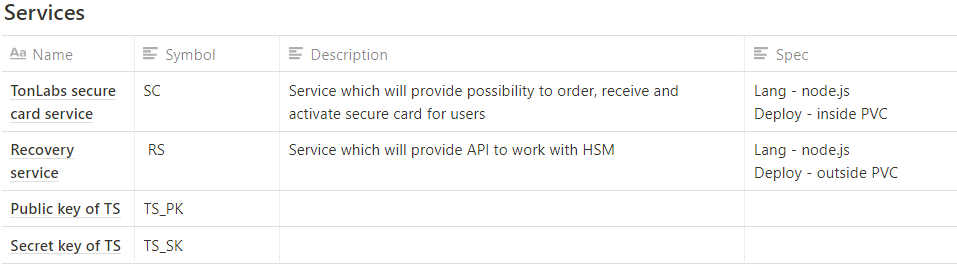 Services
Aa Name Symbol Description Spec
TonLabs secure card service SC Service which will provide possibility to order, receive and activate secure card for users Lang - node.js Deploy - inside PVC
Recovery service RS Service which will provide API to work with HSM Lang - node.js Deploy - outside PVC
Public key of TS TS_PK
Secret key of TS TS_SK